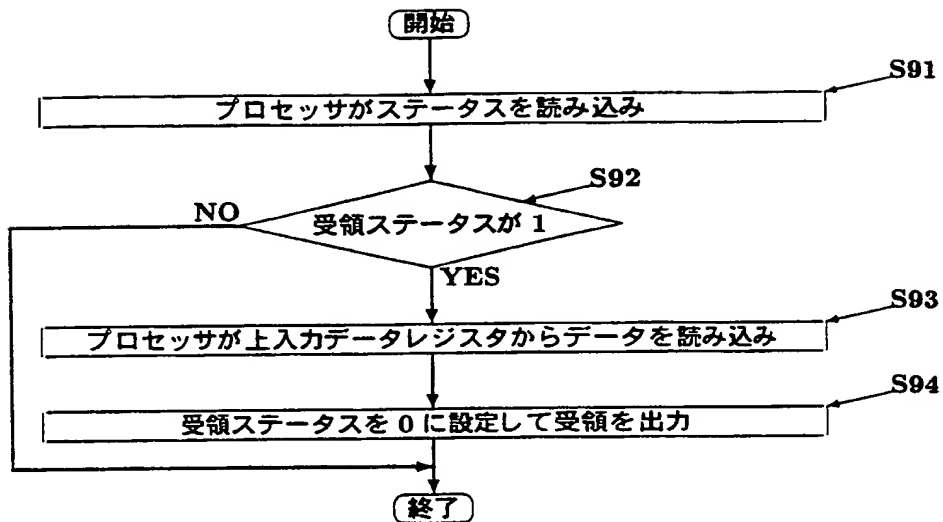 開始
S91
プロセッサがステータスを読み込み
S92
NO
受領ステータスが 1
YES
S93
プロセッサが上入力データレジスタからデータを読み込み
S94
受領ステータスを 0 に設定して受領を出力
終了